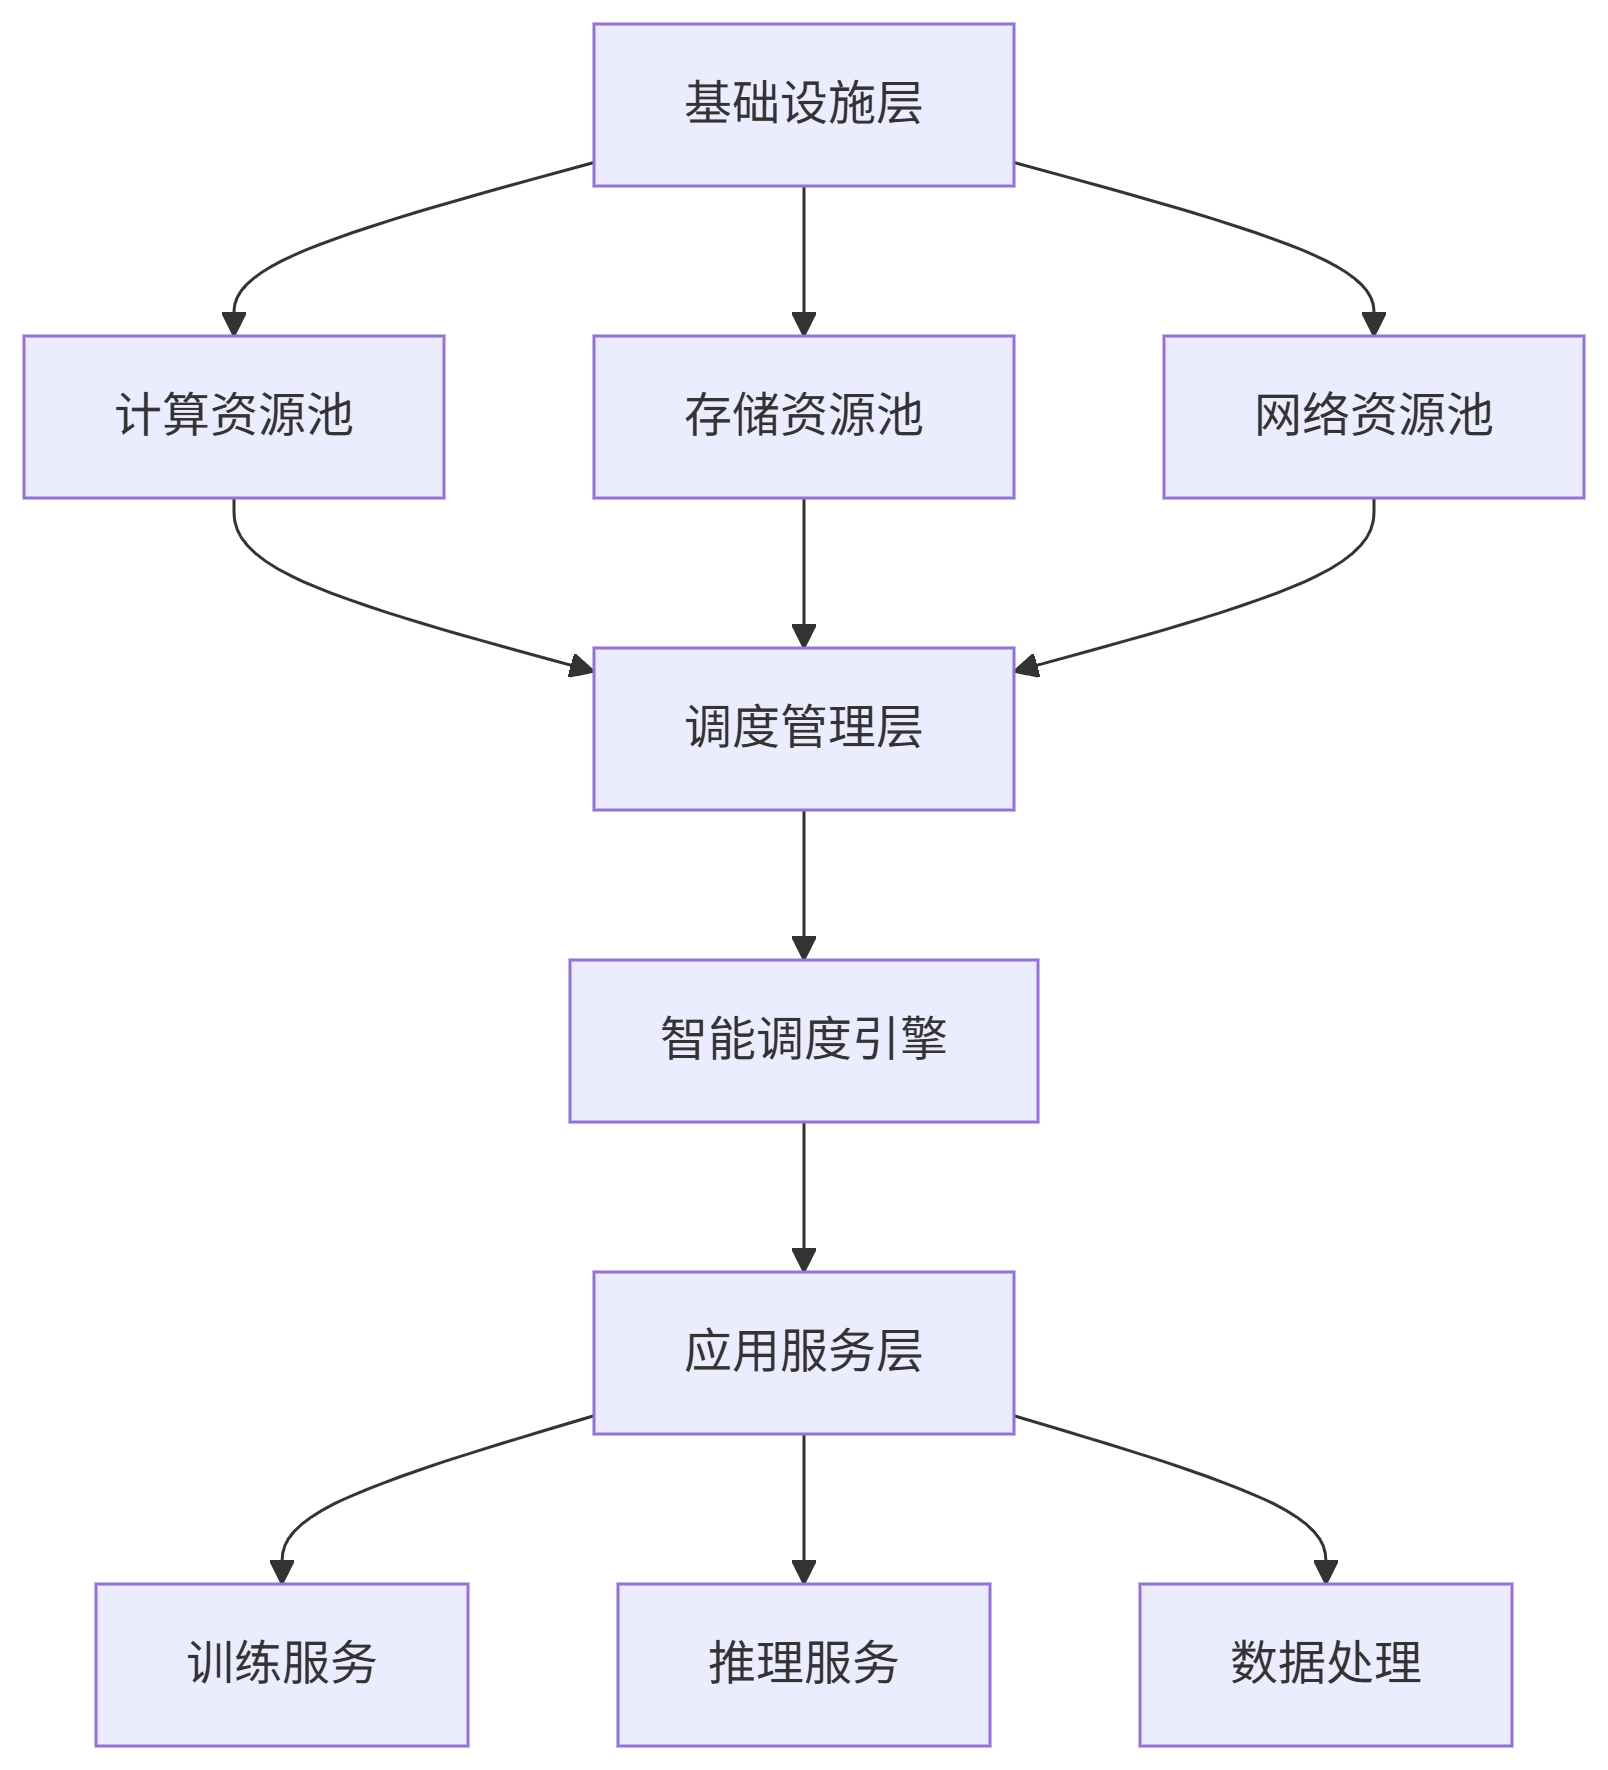 基础设施层
计算资源池
存储资源池
网络资源池
调度管理层
智能调度引擎
应用服务层
训练服务
推理服务
数据处理